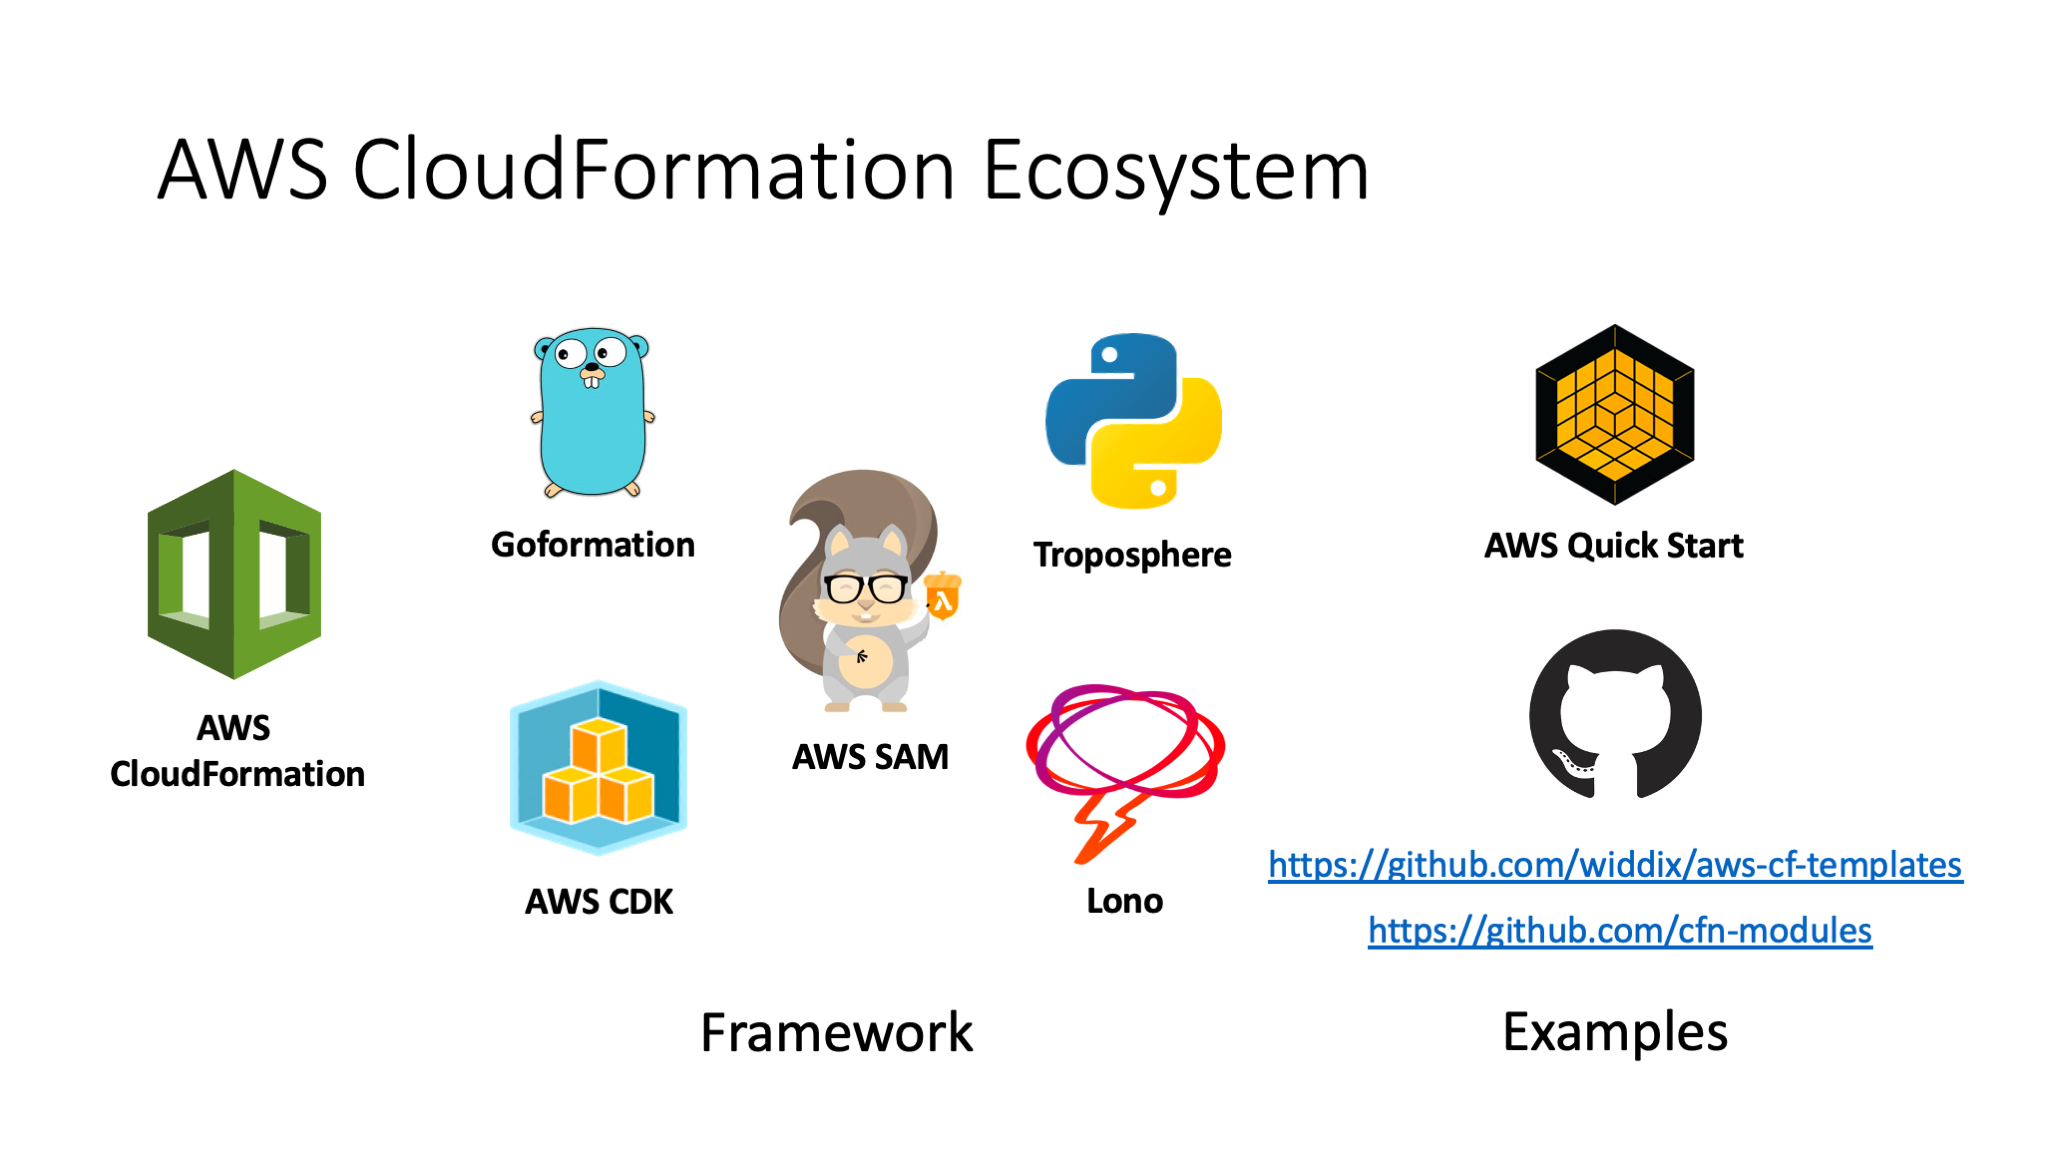 AWS CloudFormation Ecosystem
AWS
CloudFormation
Goformation
AWS CDK
AWS SAM
Troposphere
Lono
Framework
AWS Quick Start
https://github.com/widdix/aws-cf-templates
https://github.com/cfn-modules
Examples